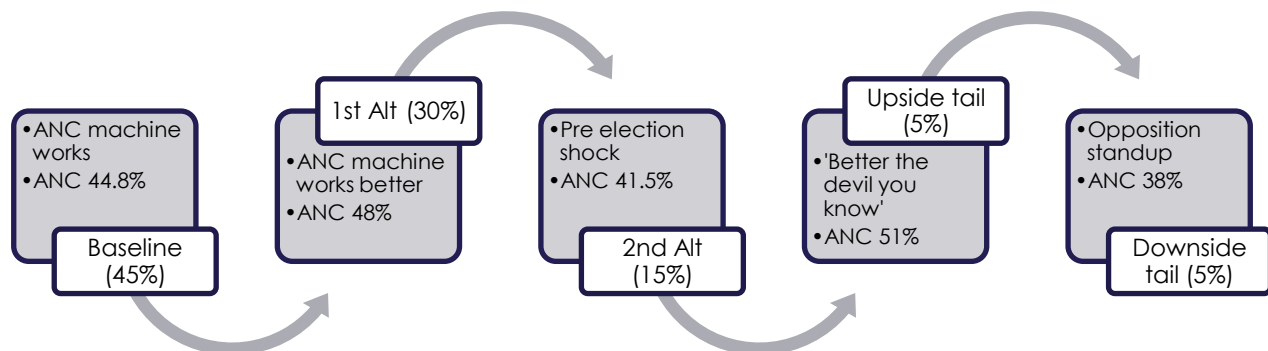 •ANC machine
works
•ANC 44.8%
Baseline
(45%)
1st Alt (30%)
•ANC machine
works better
•ANC 48%
•Pre election
shock
•ANC 41.5%
2nd Alt
(15%)
Upside tail
(5%)
•'Better the
devil you
know'
•ANC 51%
•Opposition
standup
•ANC 38%
Downside
tail (5%)